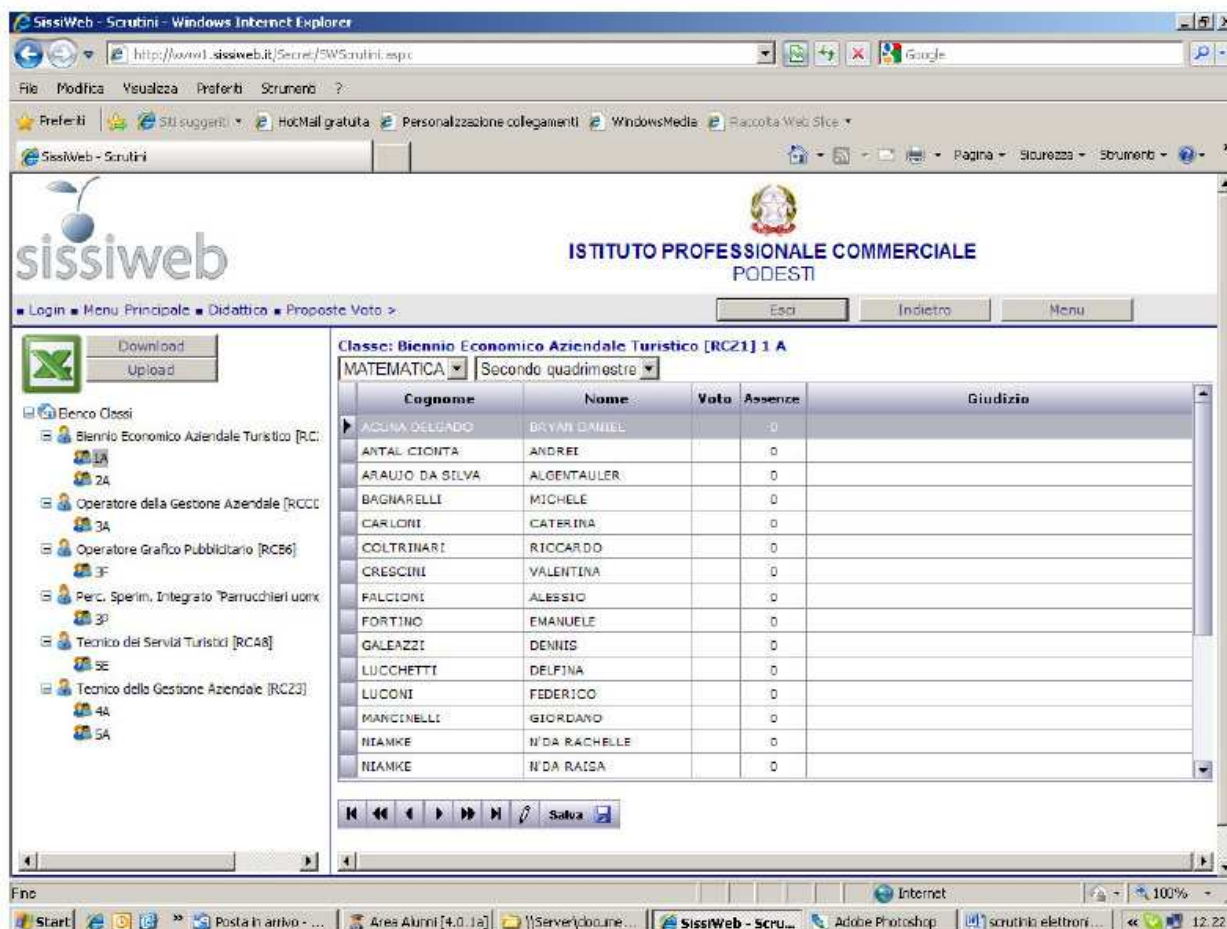 SissiWeb - Scrutini - Windows Internet Explorer
http://www1.sissiweb.it/Secret/SWScrutini.aspx
Google
File Modifica Visualizza Preferiti Strumenti ?
Preferiti Siti suggeriti HotMail gratuita Personalizzazione collegamenti WindowsMedia Raccolta Web Slice
SissiWeb - Scrutini
Pagina Sicurezza Strumenti
sissiweb
ISTITUTO PROFESSIONALE COMMERCIALE
PODESTI
Login Menu Principale Didattica Proposte Voto >
Esci Indietro Menu
Download
Upload
Elenco Classi
Biennio Economico Aziendale Turistico [RC
1A
2A
Operatore della Gestione Aziendale [RCC
3A
Operatore Grafico Pubblicitario [RCB6]
3F
Perc. Sperim. Integrato "Parrucchieri uom
3P
Tecnico dei Servizi Turistici [RCA8]
5E
Tecnico della Gestione Aziendale [RCZ3]
4A
5A
Classe: Biennio Economico Aziendale Turistico [RC21] 1 A
MATEMATICA Secondo quadrimestre
Cognome Nome Voto Assenze Giudizio
ACUNA DELGADO BRYAN DANIEL 0
ANTAL CIONTA ANDREI 0
ARAUJO DA SILVA ALGENTAULER 0
BAGNARELLI MICHELE 0
CARLONI CATERINA 0
COLTRINARI RICCARDO 0
CRESCINI VALENTINA 0
FALCIONI ALESSIO 0
FORTINO EMANUELE 0
GALEAZZI DENNIS 0
LUCCHETTI DELFINA 0
LUCONI FEDERICO 0
MANCINELLI GIORDANO 0
NIAMKE N'DA RACHELLE 0
NIAMKE N'DA RAISA 0
Salva
Fine
Internet
100%
Start
Posta in arrivo - ...
Area Alunni [4.0.1a]
\\Server\docume...
SissiWeb - Scru...
Adobe Photoshop
scrutinio elettroni...
12.22